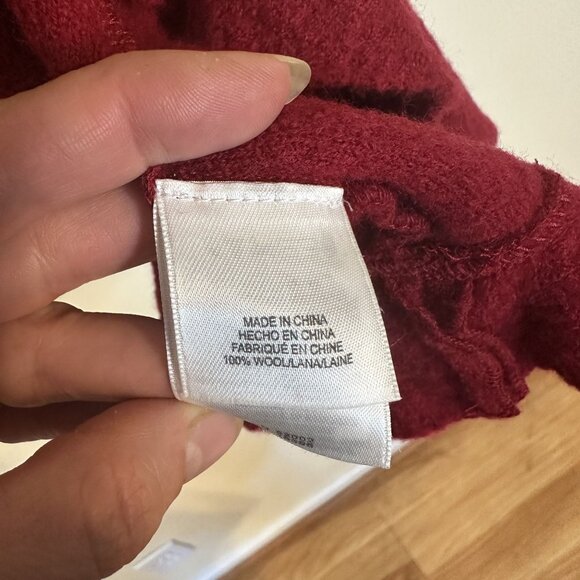 MADE IN CHINA
HECHO EN CHINA
FABRIQUÉ EN CHINE
100% WOOL/LANA/LAINE